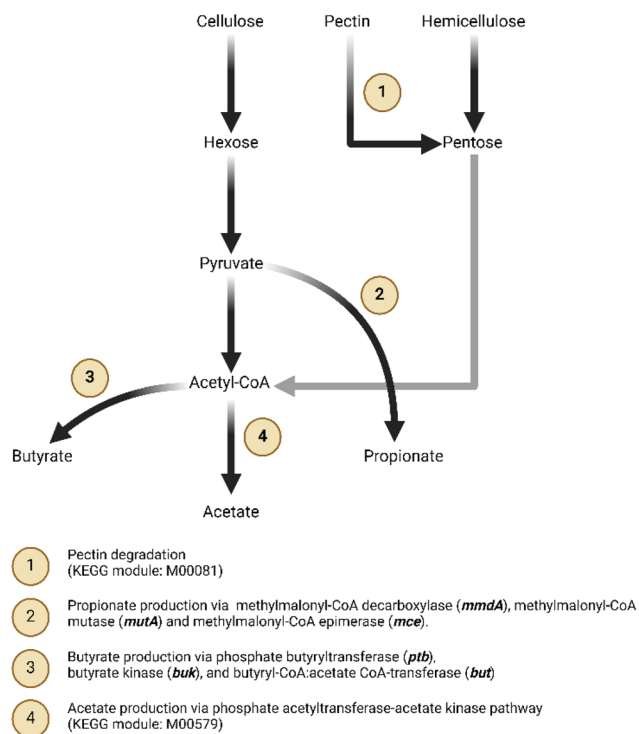 Cellulose Pectin Hemicellulose
1
Hexose Pentose
Pyruvate
2
Acetyl-CoA
3
4
Butyrate Propionate
Acetate
1 Pectin degradation
(KEGG module: M00081)
2 Propionate production via methylmalonyl-CoA decarboxylase (mmdA), methylmalonyl-CoA
mutase (mutA) and methylmalonyl-CoA epimerase (mce).
3 Butyrate production via phosphate butyryltransferase (ptb),
butyrate kinase (buk), and butyryl-CoA:acetate CoA-transferase (but)
4 Acetate production via phosphate acetyltransferase-acetate kinase pathway
(KEGG module: M00579)